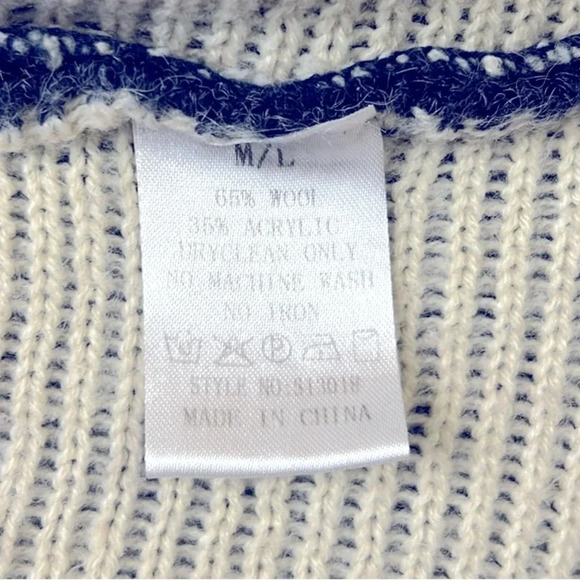 M/L
65% WOOL
35% ACRYLIC
DRYCLEAN ONLY
NO MACHINE WASH
NO IRON
P
STYLE NO:S13018
MADE IN CHINA